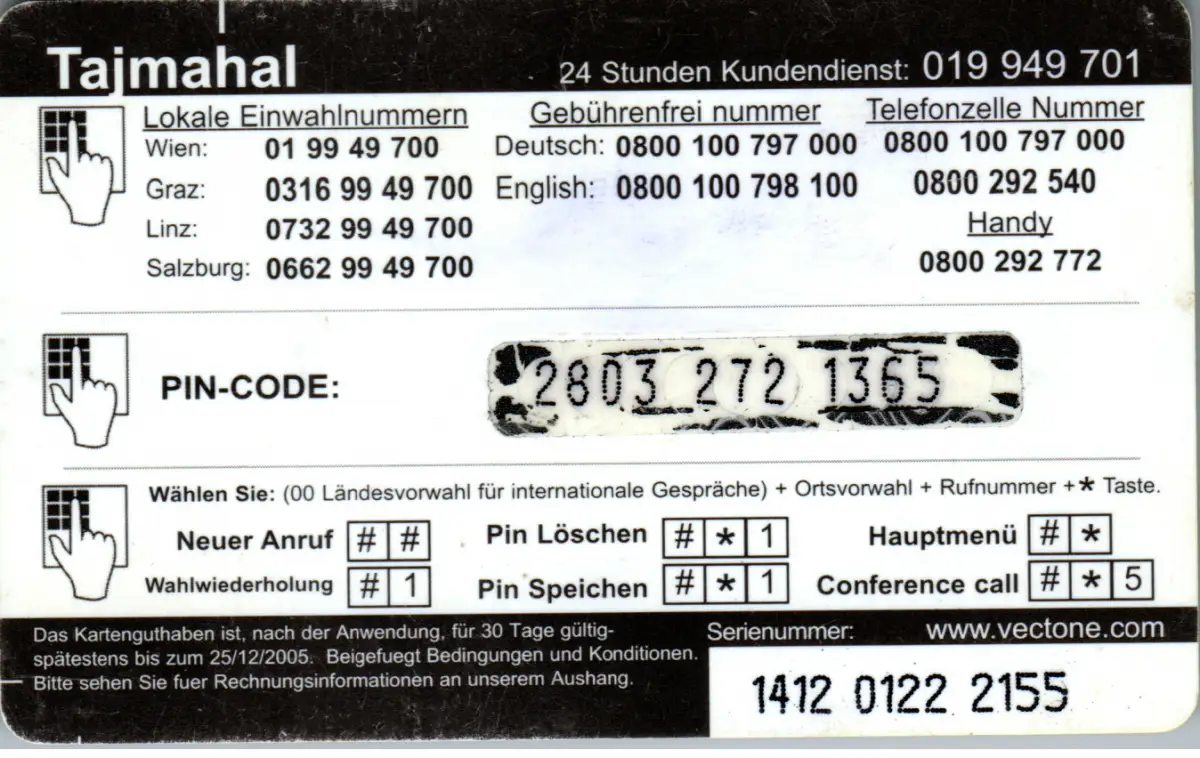 Tajmahal
24 Stunden Kundendienst: 019 949 701
Lokale Einwahlnummern
Wien: 01 99 49 700
Graz: 0316 99 49 700
Linz: 0732 99 49 700
Salzburg: 0662 99 49 700
Gebührenfrei nummer
Deutsch: 0800 100 797 000
English: 0800 100 798 100
Telefonzelle Nummer
0800 100 797 000
0800 292 540
Handy
0800 292 772
PIN-CODE: 2803 272 1365
Wählen Sie: (00 Ländesvorwahl für internationale Gespräche) + Ortsvorwahl + Rufnummer +* Taste.
Neuer Anruf # #
Pin Löschen # * 1
Hauptmenü # *
Wahlwiederholung # 1
Pin Speichen # * 1
Conference call # * 5
Das Kartenguthaben ist, nach der Anwendung, für 30 Tage gültig-
spätestens bis zum 25/12/2005. Beigefuegt Bedingungen und Konditionen.
Bitte sehen Sie fuer Rechnungsinformationen an unserem Aushang.
Serienummer: www.vectone.com
1412 0122 2155